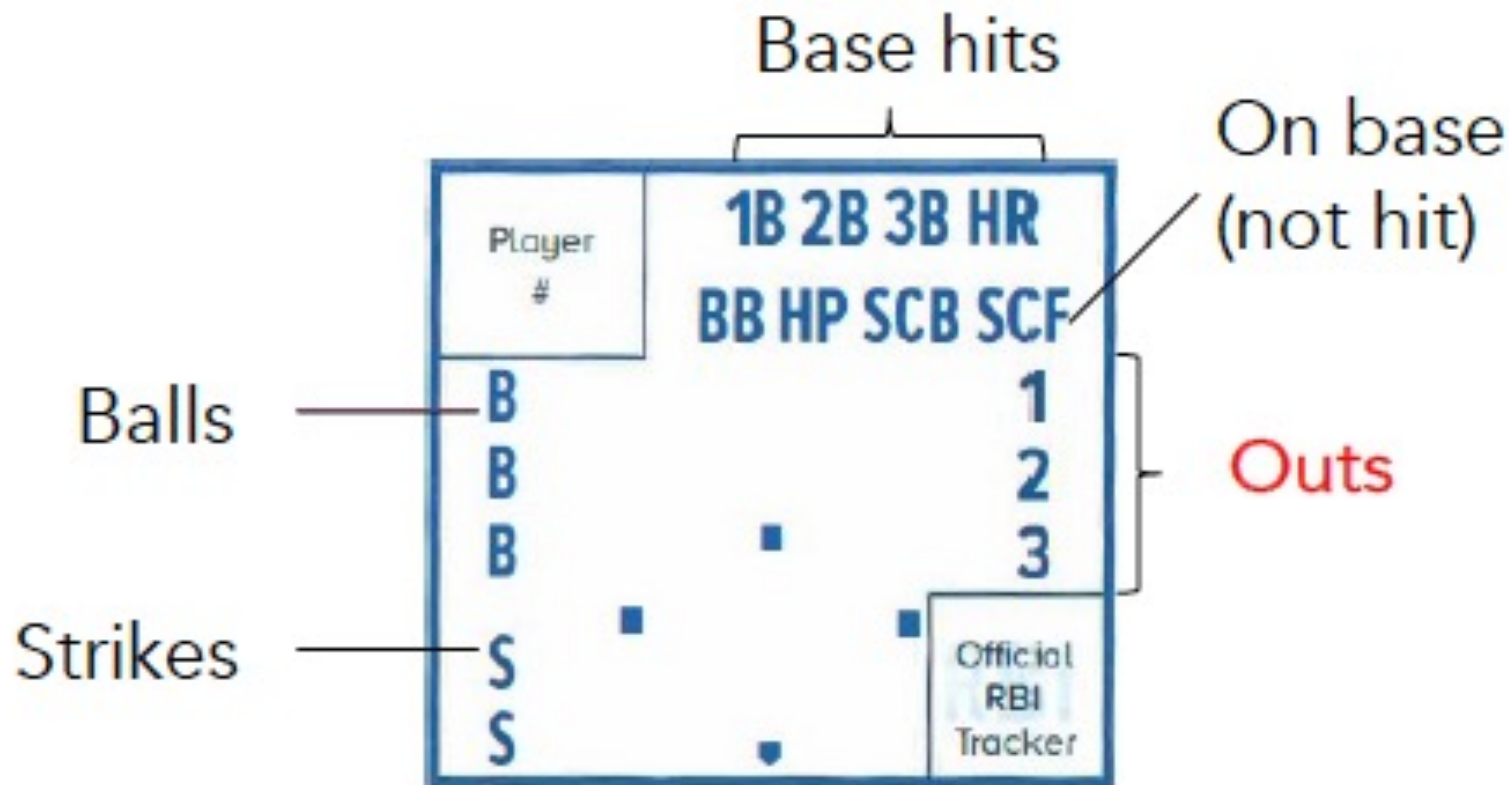 Base hits
On base
(not hit)
Player
#
1B 2B 3B HR
BB HP SCB SCF
Balls
B
B
B
1
2
3
Outs
Strikes
S
S
Official
RBI
Tracker